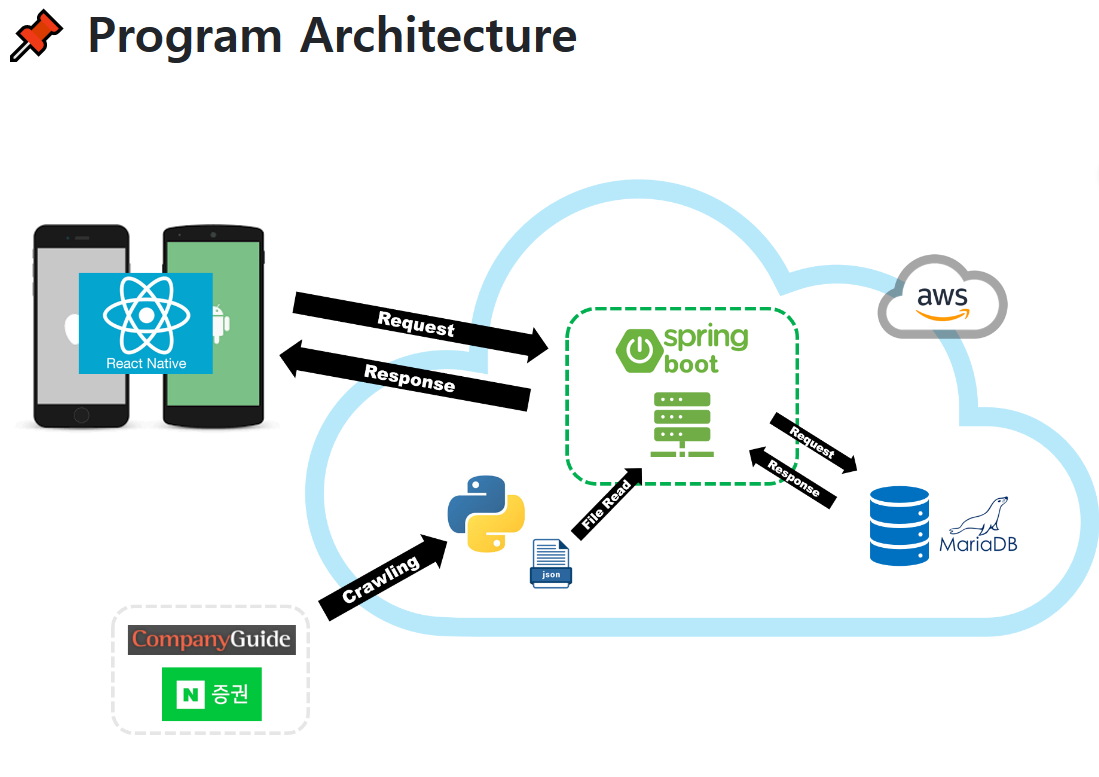 Program Architecture
aws
Request
spring
boot
React Native
Response
Request
Response
File Read
MariaDB
json
Crawling
CompanyGuide
N 증권